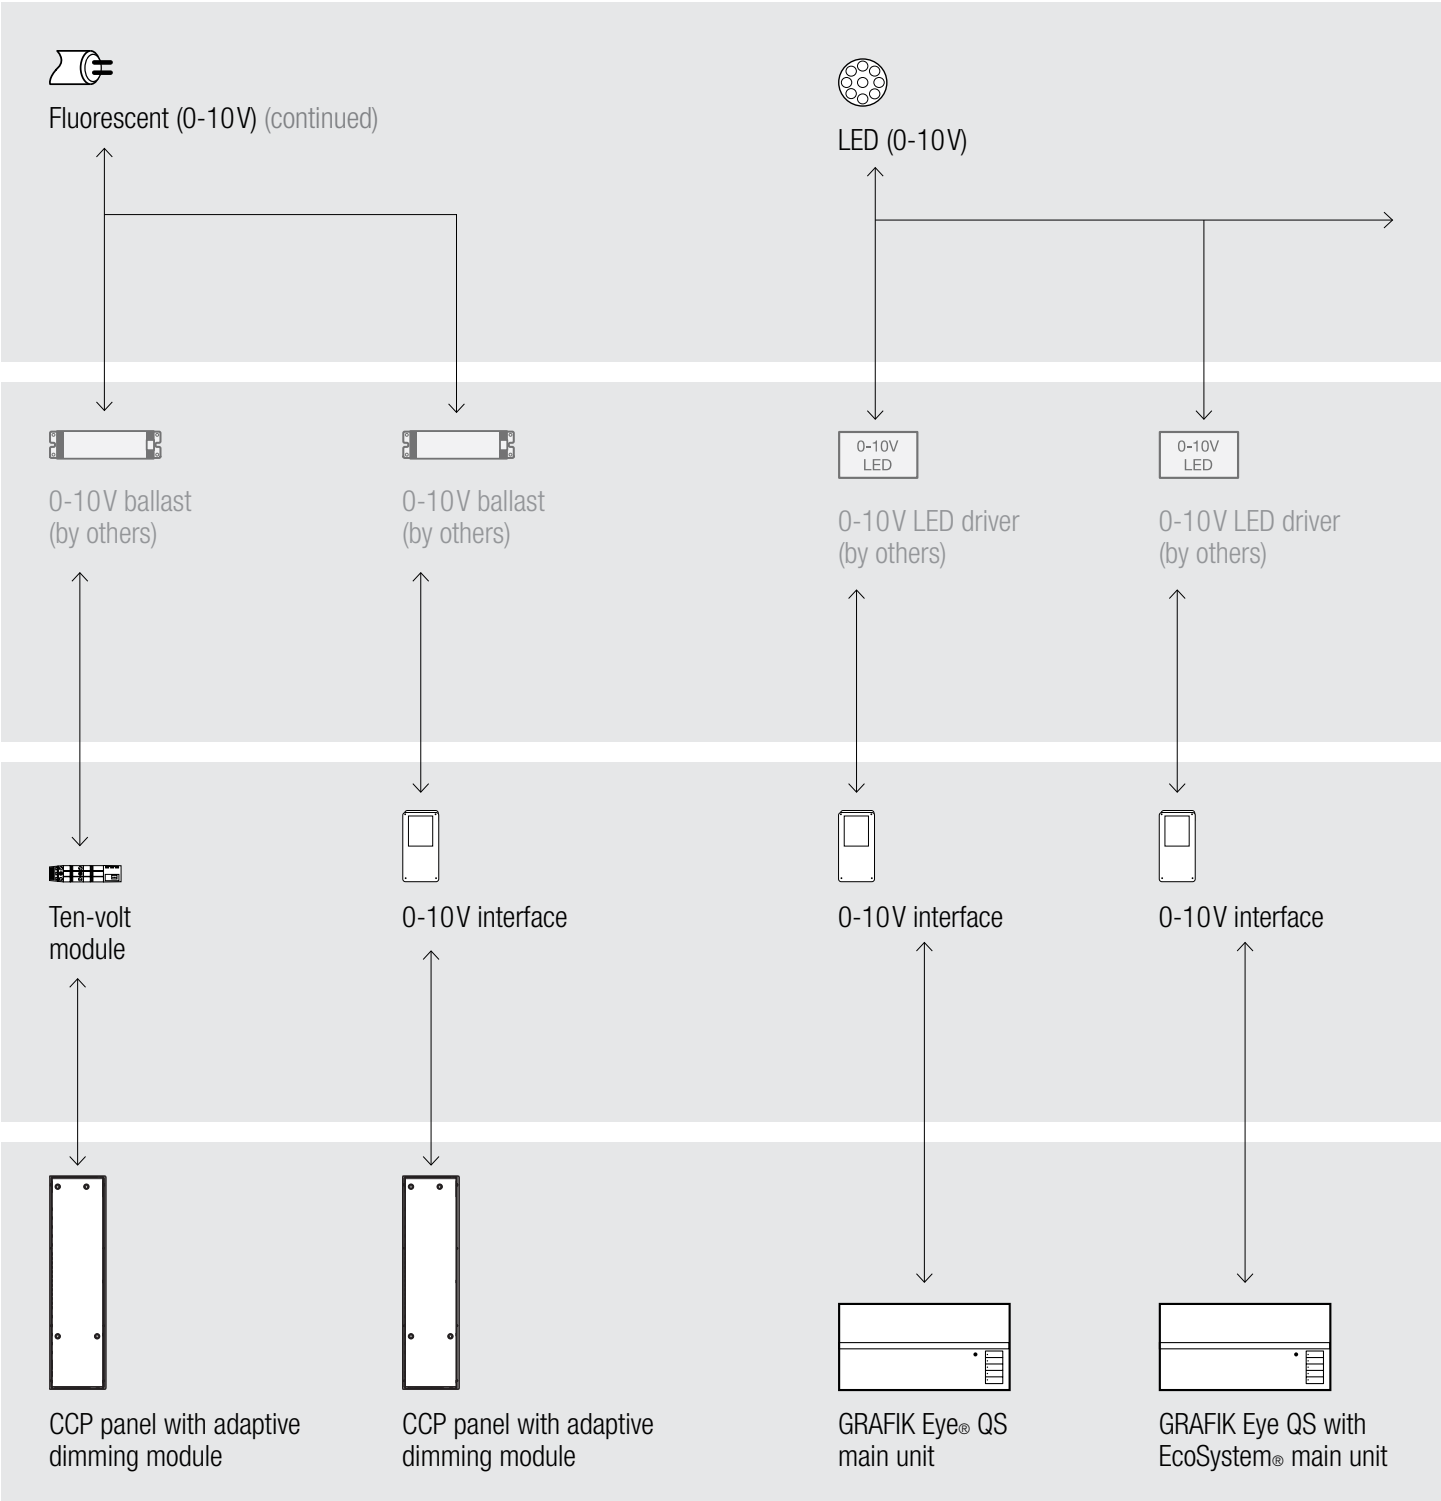 Fluorescent (0-10V) (continued)
LED (0-10V)
0-10V
LED
0-10V
LED
0-10V ballast
(by others)
0-10V ballast
(by others)
0-10V LED driver
(by others)
0-10V LED driver
(by others)
Ten-volt
module
0-10V interface
0-10V interface
0-10V interface
CCP panel with adaptive
dimming module
CCP panel with adaptive
dimming module
GRAFIK Eye® QS
main unit
GRAFIK Eye QS with
EcoSystem® main unit